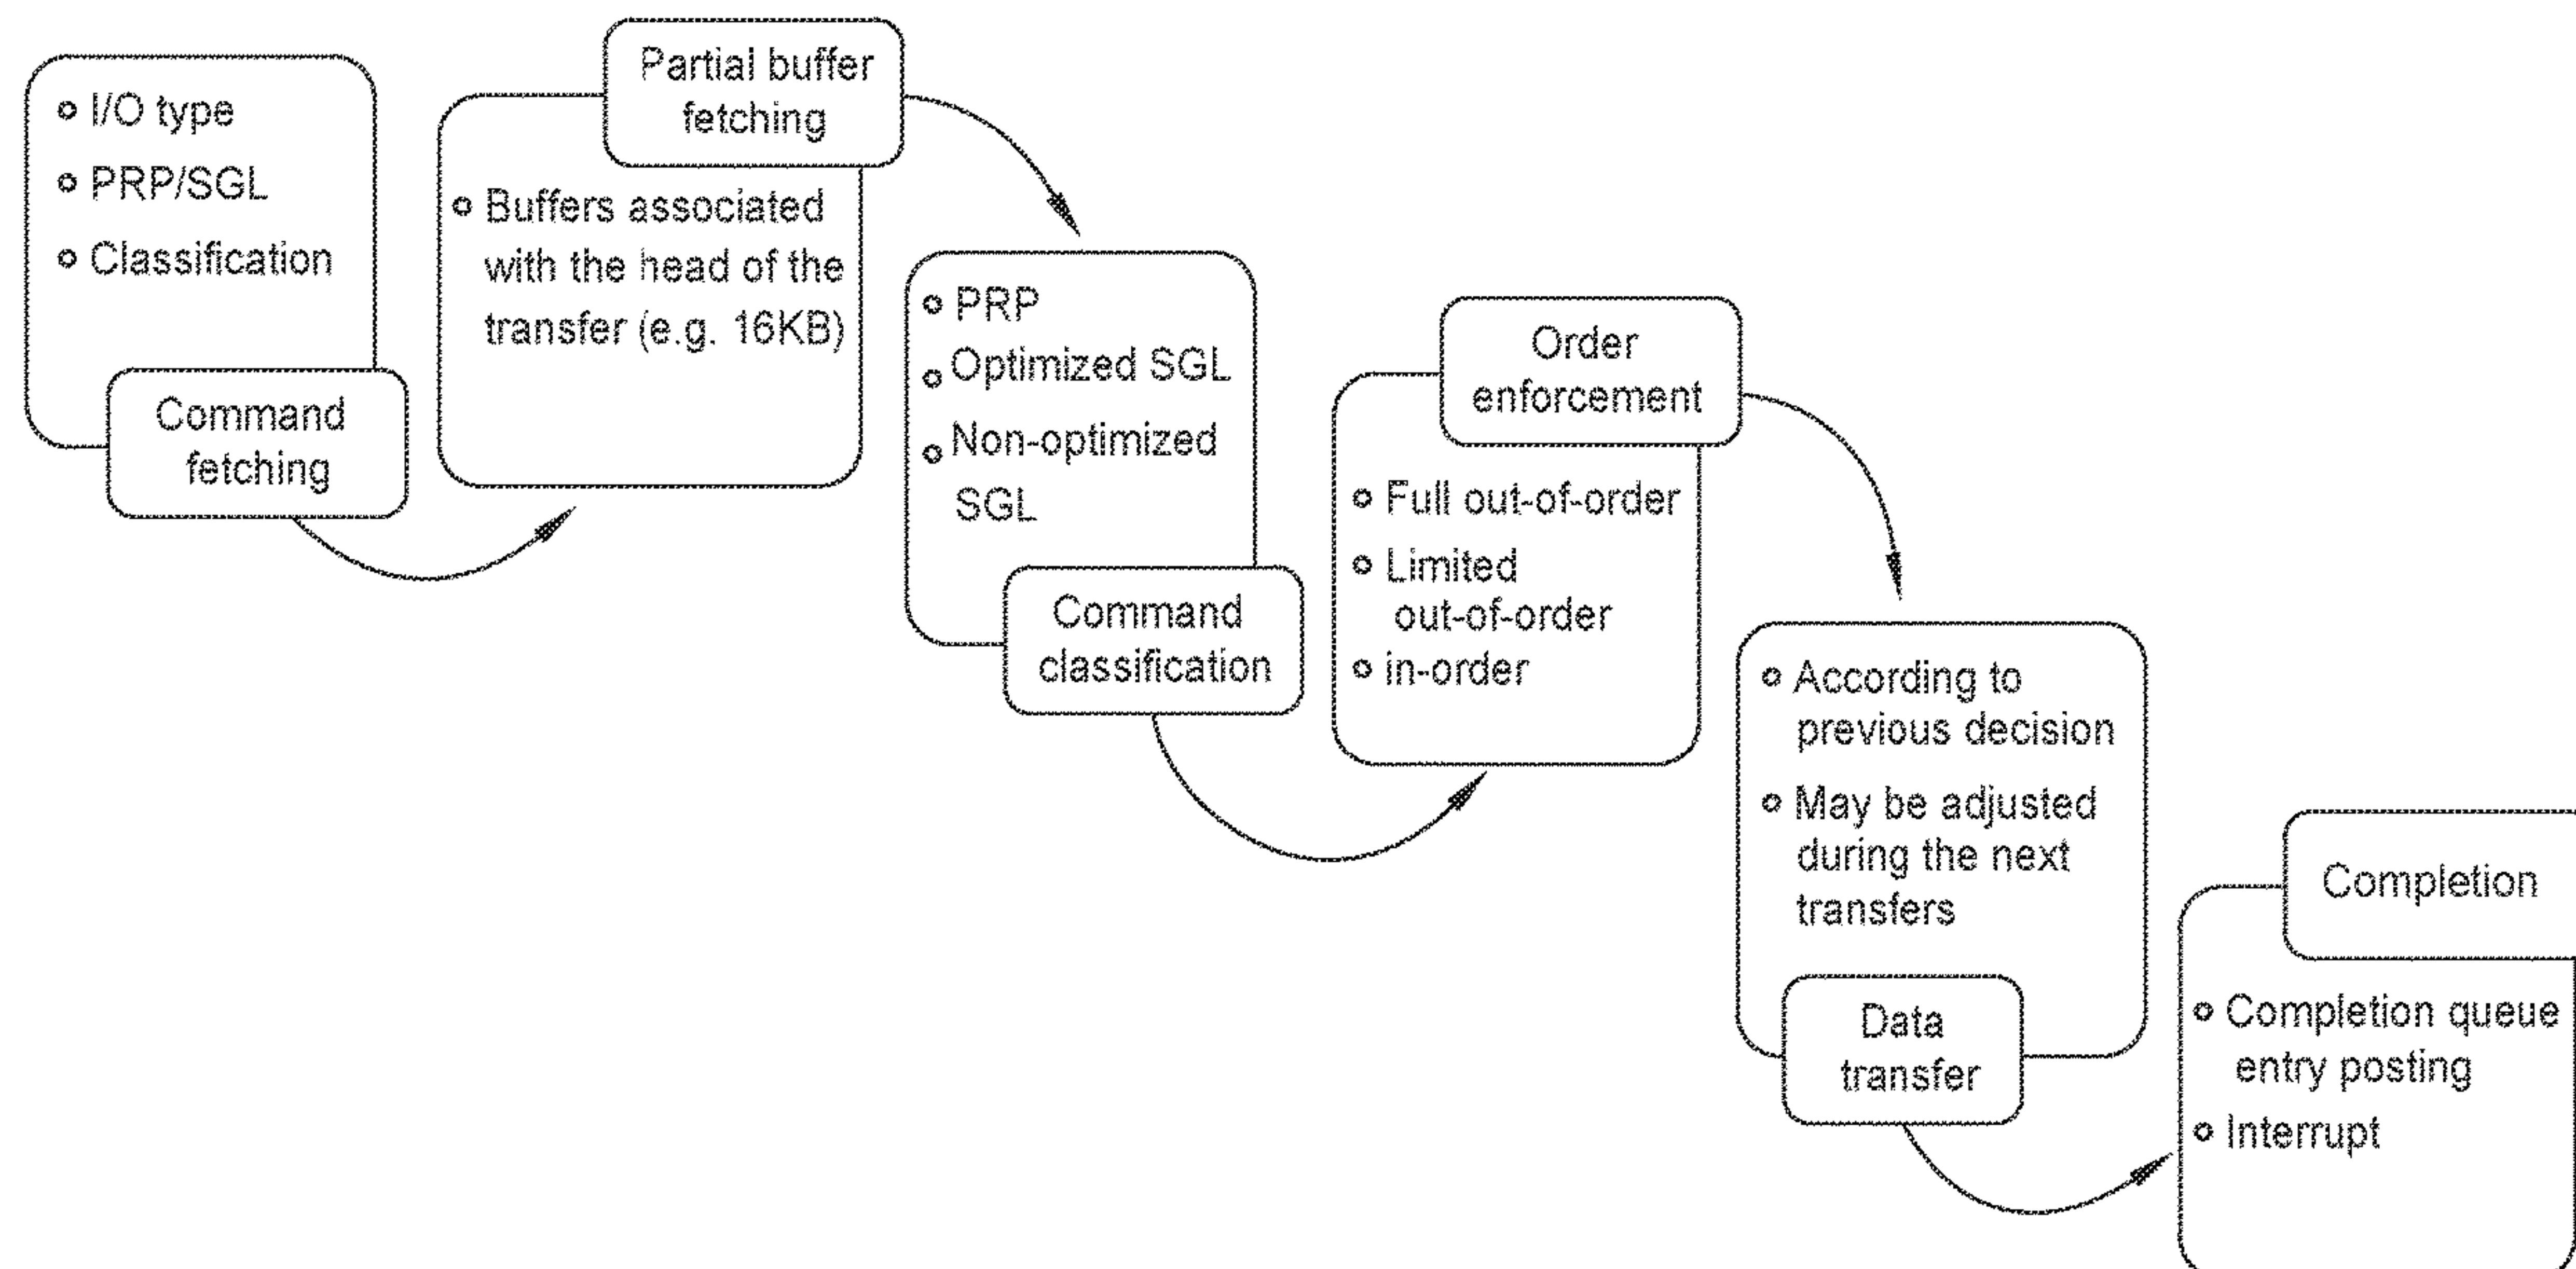 I/O type
PRP/SGL
Classification
Command
fetching
Partial buffer
fetching
Buffers associated
with the head of the
transfer (e.g. 16KB)
PRP
Optimized SGL
Non-optimized
SGL
Command
classification
Order
enforcement
Full out-of-order
Limited
out-of-order
in-order
According to
previous decision
May be adjusted
during the next
transfers
Data
transfer
Completion
Completion queue
entry posting
Interrupt